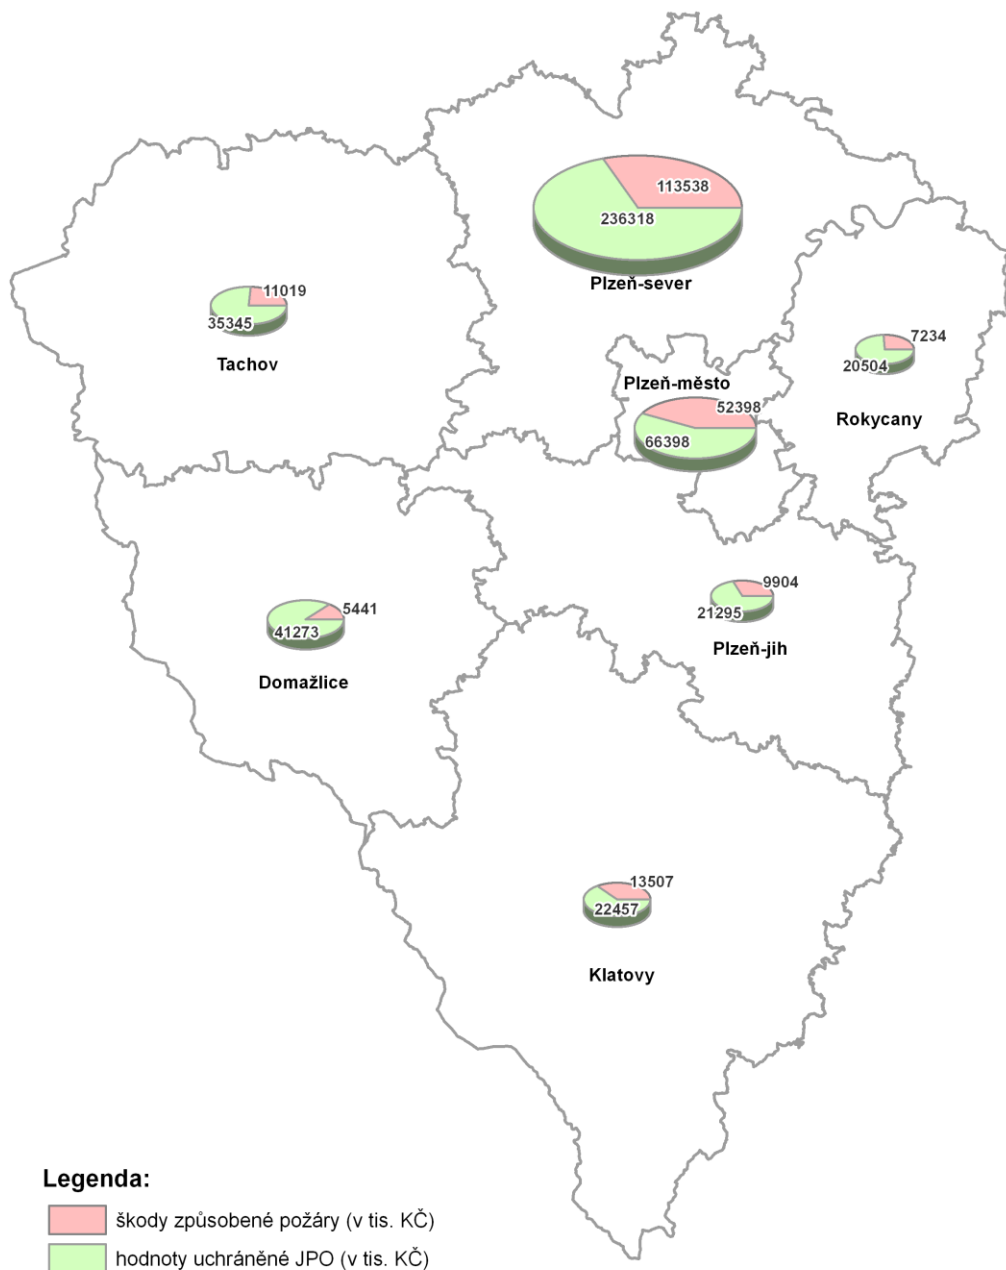 113538
236318
Plzeň-sever
11019
35345
Tachov
7234
20504
Rokycany
Plzeň-město
52398
66398
9904
21295
Plzeň-jih
5441
41273
Domažlice
13507
22457
Klatovy
Legenda:
škody způsobené požáry (v tis. KČ)
hodnoty uchráněné JPO (v tis. KČ)